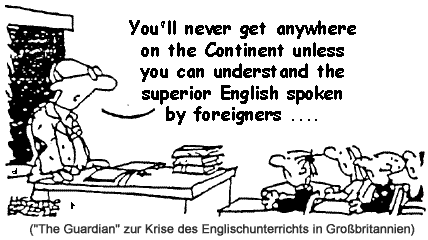 You'll never get anywhere
on the Continent unless
you can understand the
superior English spoken
by foreigners ....
("The Guardian" zur Krise des Englischunterrichts in Großbritannien)